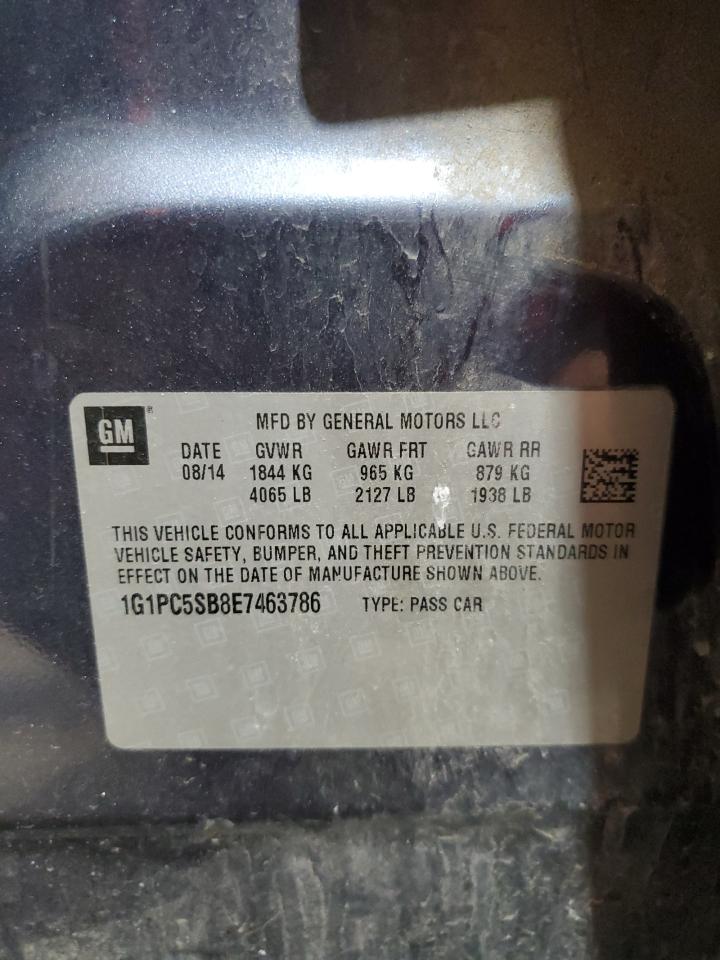 GM
MFD BY GENERAL MOTORS LLC
DATE GVWR GAWR FRT GAWR RR
08/14 1844 KG 965 KG 879 KG
4065 LB 2127 LB 1938 LB
THIS VEHICLE CONFORMS TO ALL APPLICABLE U.S. FEDERAL MOTOR
VEHICLE SAFETY, BUMPER, AND THEFT PREVENTION STANDARDS IN
EFFECT ON THE DATE OF MANUFACTURE SHOWN ABOVE.
1G1PC5SB8E7463786 TYPE: PASS CAR